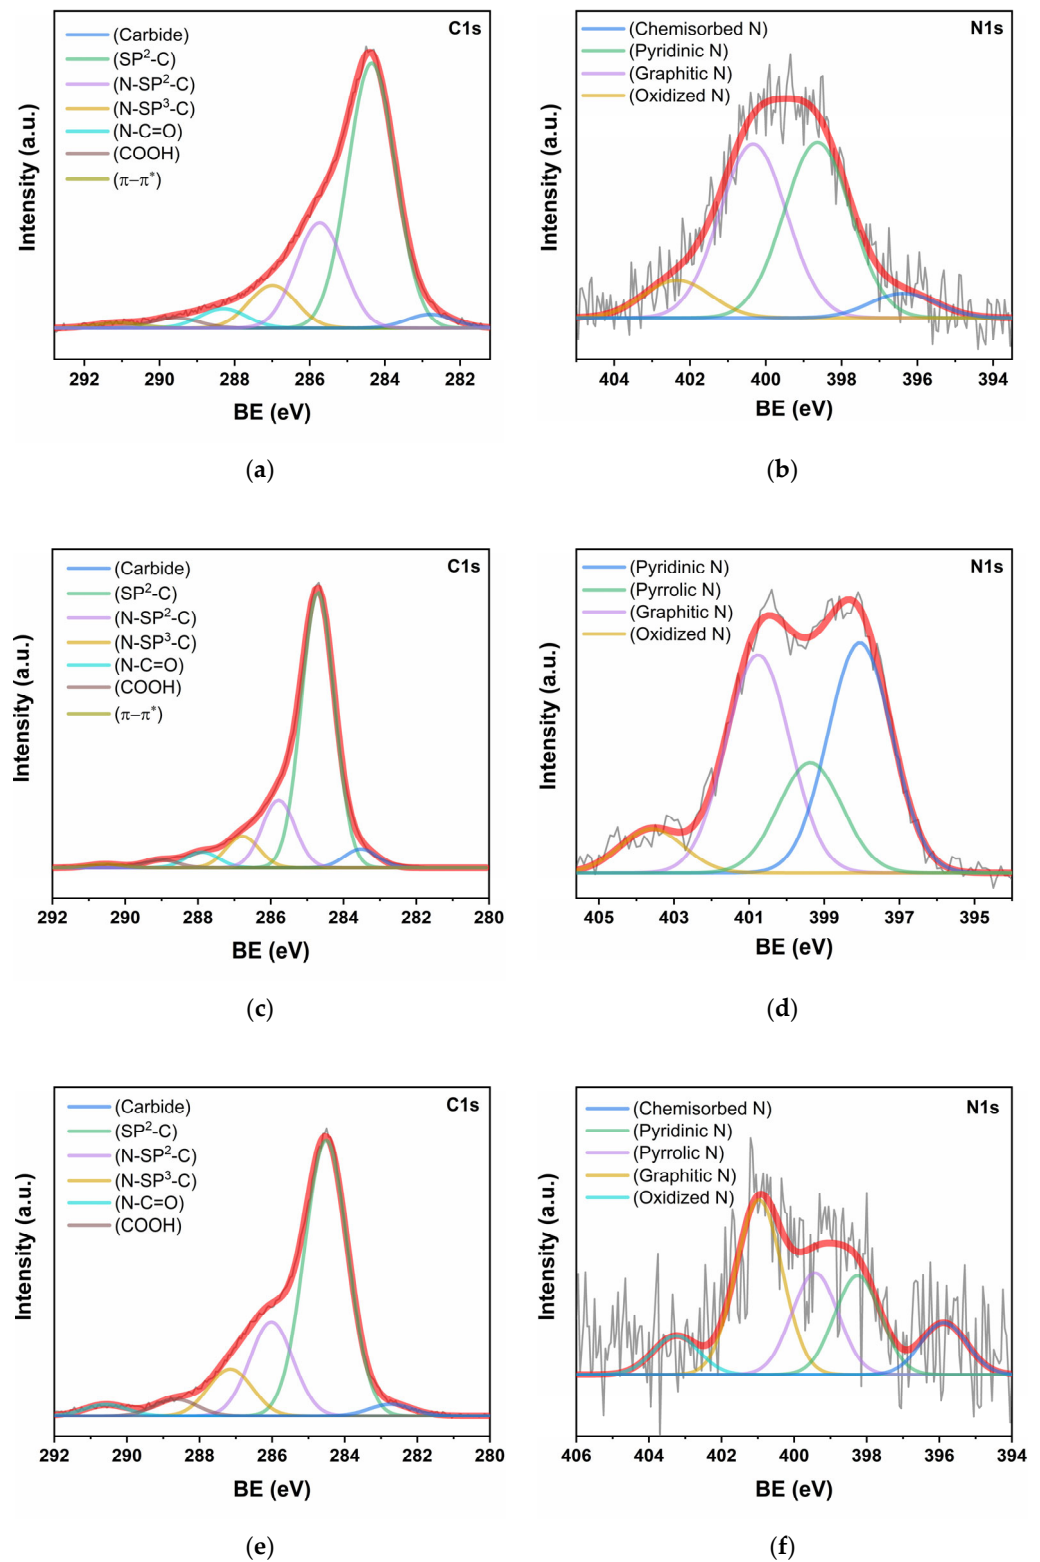 C1s
(Carbide)
(SP²-C)
(N-SP²-C)
(N-SP³-C)
(N-C=O)
(COOH)
(π–π*)
Intensity (a.u.)
292 290 288 286 284 282
BE (eV)
(a)
N1s
(Chemisorbed N)
(Pyridinic N)
(Graphitic N)
(Oxidized N)
Intensity (a.u.)
404 402 400 398 396 394
BE (eV)
(b)
C1s
(Carbide)
(SP²-C)
(N-SP²-C)
(N-SP³-C)
(N-C=O)
(COOH)
(π–π*)
Intensity (a.u.)
292 290 288 286 284 282 280
BE (eV)
(c)
N1s
(Pyridinic N)
(Pyrrolic N)
(Graphitic N)
(Oxidized N)
Intensity (a.u.)
405 403 401 399 397 395
BE (eV)
(d)
C1s
(Carbide)
(SP²-C)
(N-SP²-C)
(N-SP³-C)
(N-C=O)
(COOH)
Intensity (a.u.)
292 290 288 286 284 282 280
BE (eV)
(e)
N1s
(Chemisorbed N)
(Pyridinic N)
(Pyrrolic N)
(Graphitic N)
(Oxidized N)
Intensity (a.u.)
406 404 402 400 398 396 394
BE (eV)
(f)